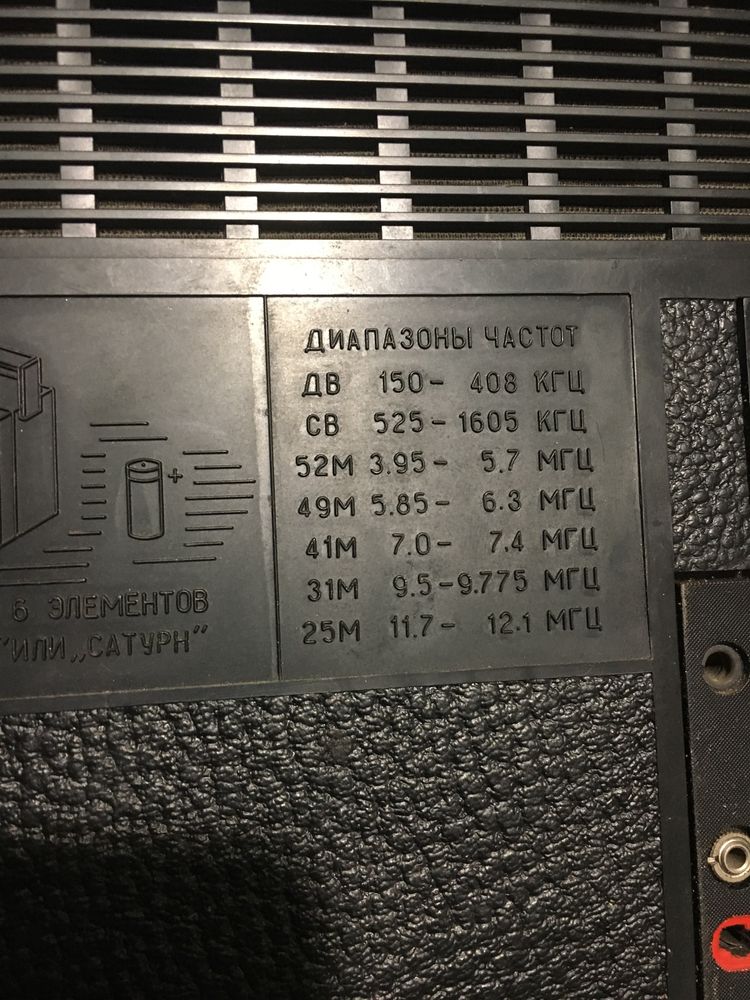 ДИАПАЗОНЫ ЧАСТОТ
ДВ 150 – 408 КГЦ
СВ 525 – 1605 КГЦ
52М 3.95 – 5.7 МГЦ
49М 5.85 – 6.3 МГЦ
41М 7.0 – 7.4 МГЦ
31М 9.5 – 9.775 МГЦ
25М 11.7 – 12.1 МГЦ
+
6 ЭЛЕМЕНТОВ
"ИЛИ „САТУРН"